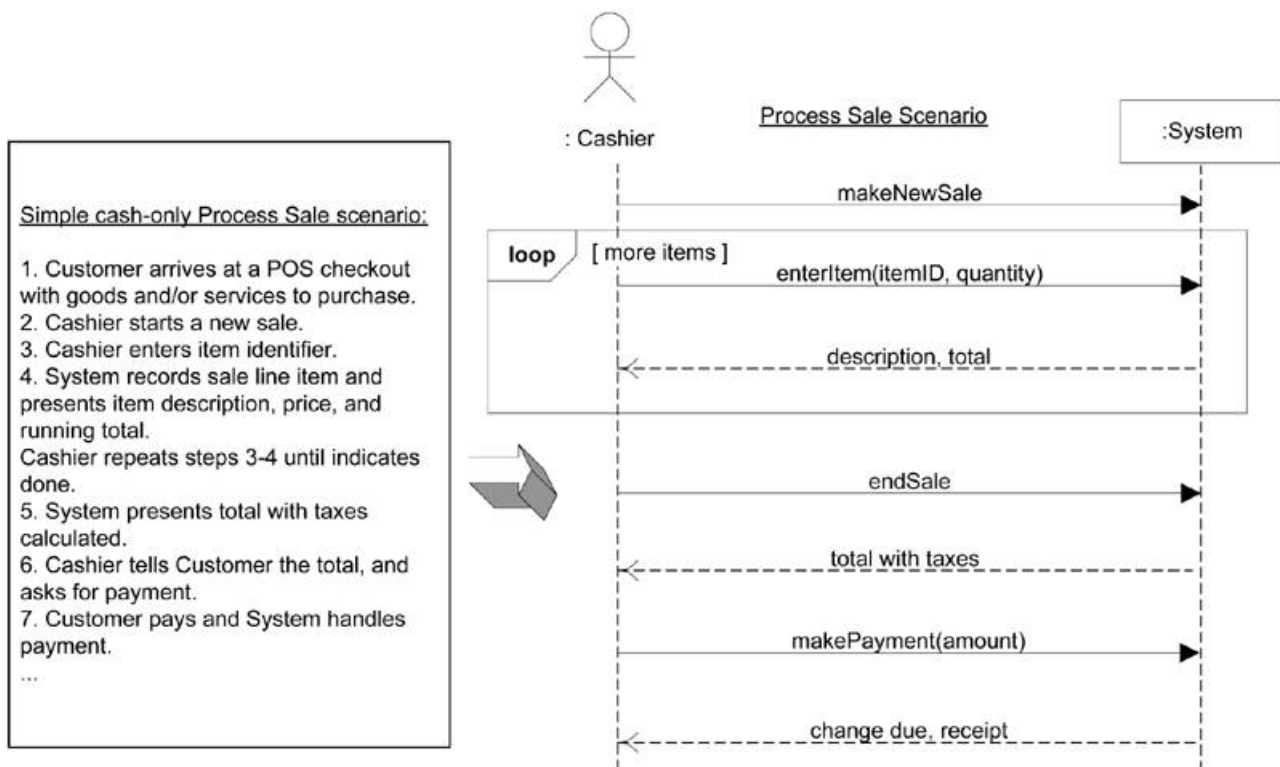 Simple cash-only Process Sale scenario:
1. Customer arrives at a POS checkout
with goods and/or services to purchase.
2. Cashier starts a new sale.
3. Cashier enters item identifier.
4. System records sale line item and
presents item description, price, and
running total.
Cashier repeats steps 3-4 until indicates
done.
5. System presents total with taxes
calculated.
6. Cashier tells Customer the total, and
asks for payment.
7. Customer pays and System handles
payment.
...
: Cashier
Process Sale Scenario
:System
makeNewSale
loop
[ more items ]
enterItem(itemID, quantity)
description, total
endSale
total with taxes
makePayment(amount)
change due, receipt